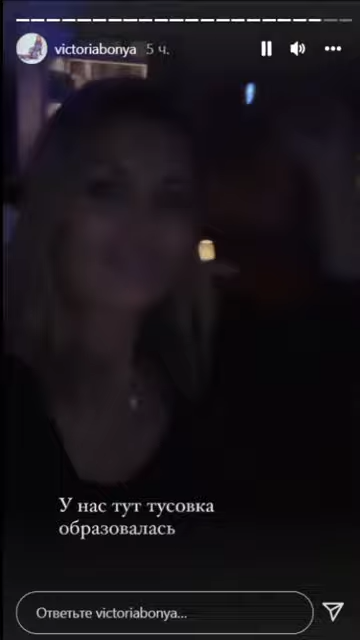 victoriabonya 5 ч.
У нас тут тусовка
образовалась
Ответьте victoriabonya...